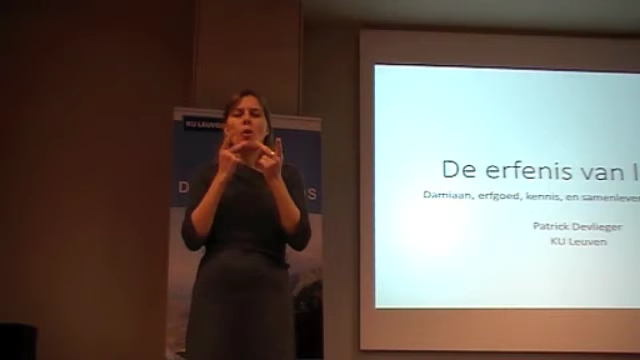 KU LEUVEN
D
S
De erfenis van
Damiaan, erfgoed, kennis, en
Patrick Devlieger
KU Leuven